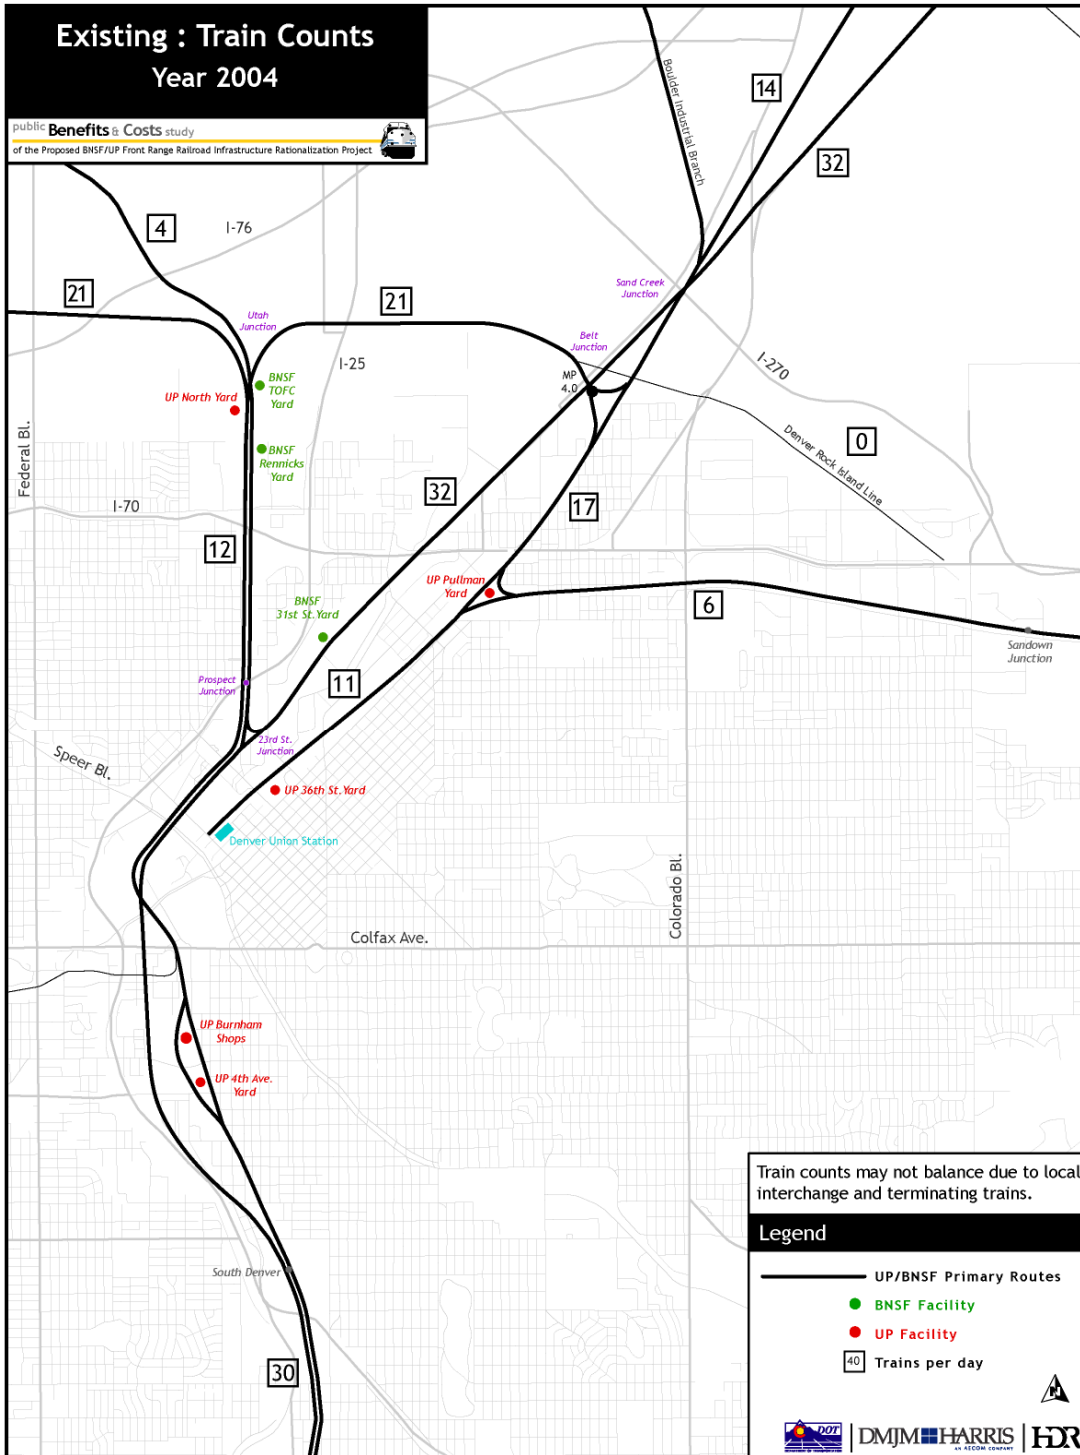 Existing : Train Counts
Year 2004
public Benefits & Costs study
of the Proposed BNSF/UP Front Range Railroad Infrastructure Rationalization Project
Boulder Industrial Branch
14
32
4
I-76
21
21
Utah
Junction
Sand Creek
Junction
Belt
Junction
I-25
I-270
MP
4.0
BNSF
TOFC
Yard
UP North Yard
Federal Bl.
BNSF
Rennicks
Yard
0
Denver Rock Island Line
32
17
I-70
12
UP Pullman
Yard
BNSF
31st St.Yard
6
Sandown
Junction
Prospect
Junction
11
23rd St.
Junction
Speer Bl.
UP 36th St.Yard
Denver Union Station
Colorado Bl.
Colfax Ave.
UP Burnham
Shops
UP 4th Ave.
Yard
South Denver
30
Train counts may not balance due to local
interchange and terminating trains.
Legend
UP/BNSF Primary Routes
BNSF Facility
UP Facility
40 Trains per day
N
DOT
DMJM HARRIS
AN AECOM COMPANY
HDR